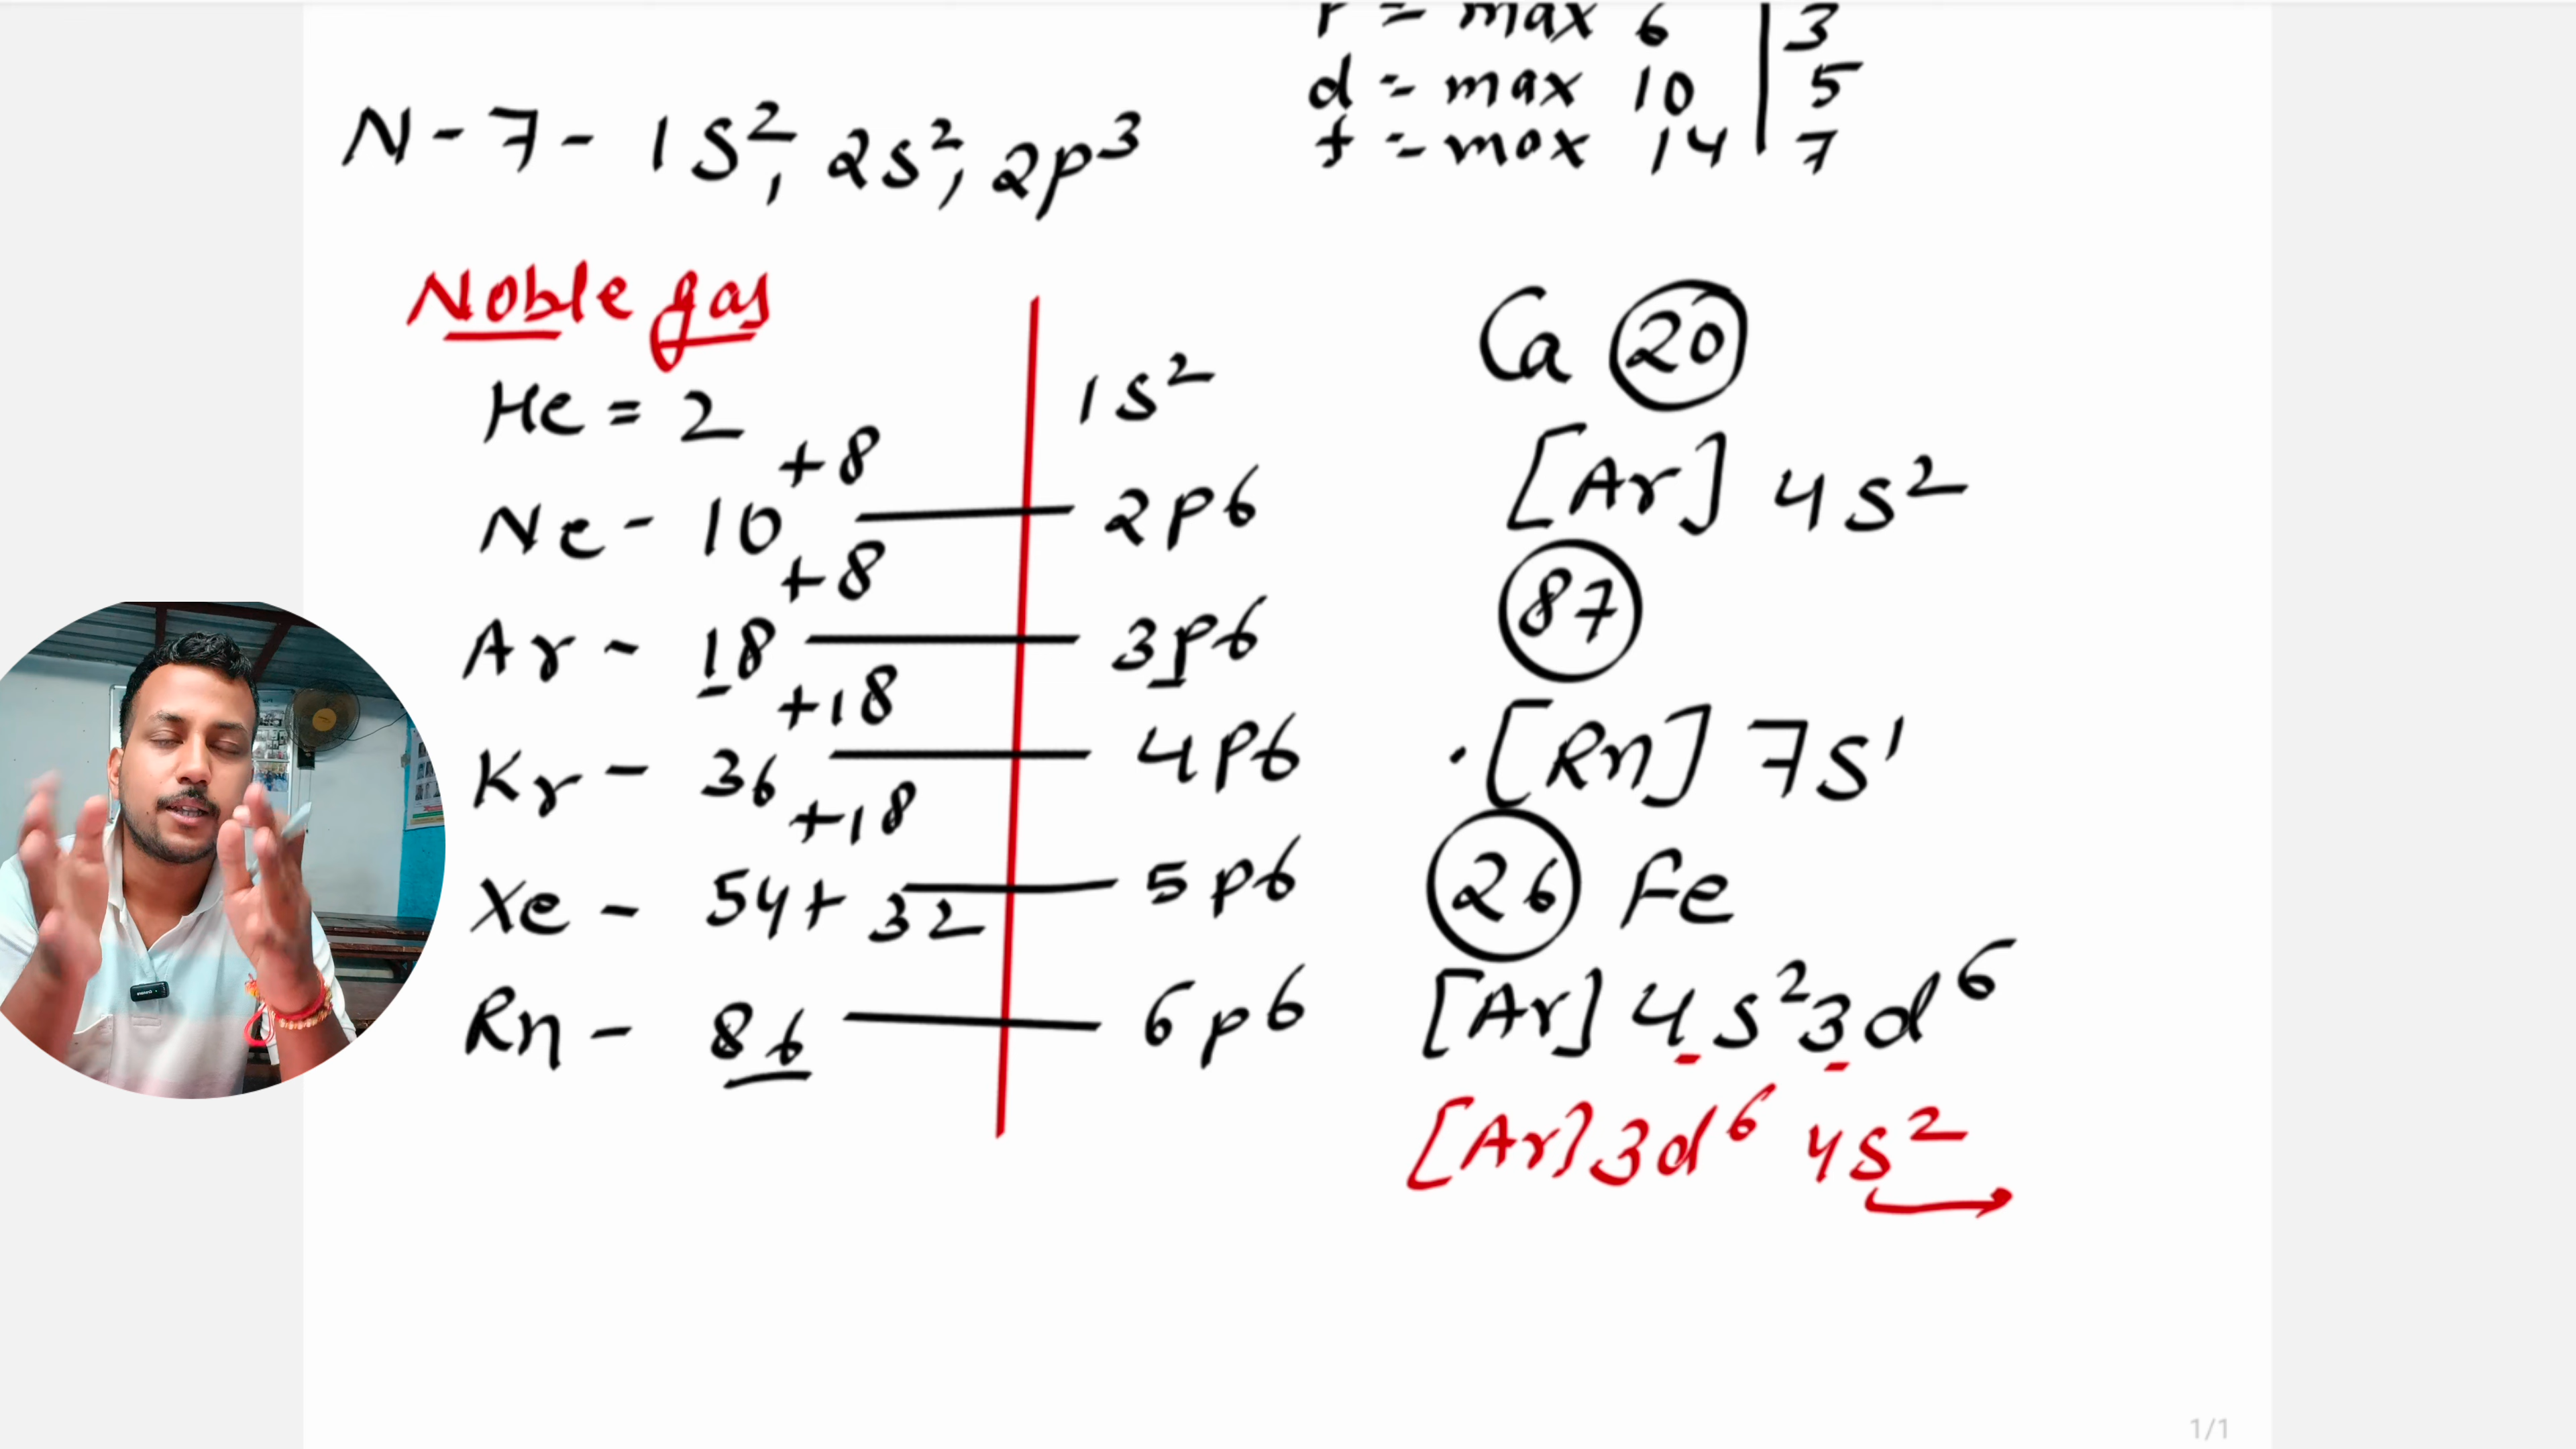 p = max 6 | 3
d = max 10 | 5
f = max 14 | 7
N - 7 - 1s², 2s², 2p³
Noble gas
He = 2 1s²
+8
Ne - 10 2p6
+8
Ar - 18 3p6
+18
Kr - 36 4p6
+18
Xe - 54+32 5p6
Rn - 86 6p6
Ca 20
[Ar] 4s²
87
[Rn] 7s¹
26 Fe
[Ar] 4s²3d⁶
[Ar]3d⁶ 4s²
1/1